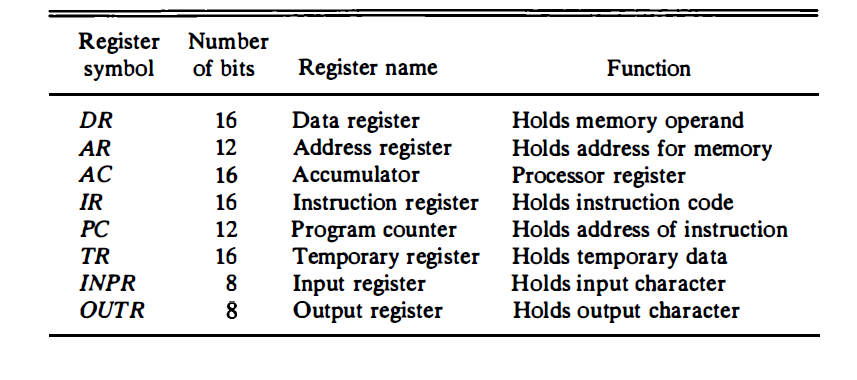 Register Number
symbol of bits Register name Function
DR 16 Data register Holds memory operand
AR 12 Address register Holds address for memory
AC 16 Accumulator Processor register
IR 16 Instruction register Holds instruction code
PC 12 Program counter Holds address of instruction
TR 16 Temporary register Holds temporary data
INPR 8 Input register Holds input character
OUTR 8 Output register Holds output character